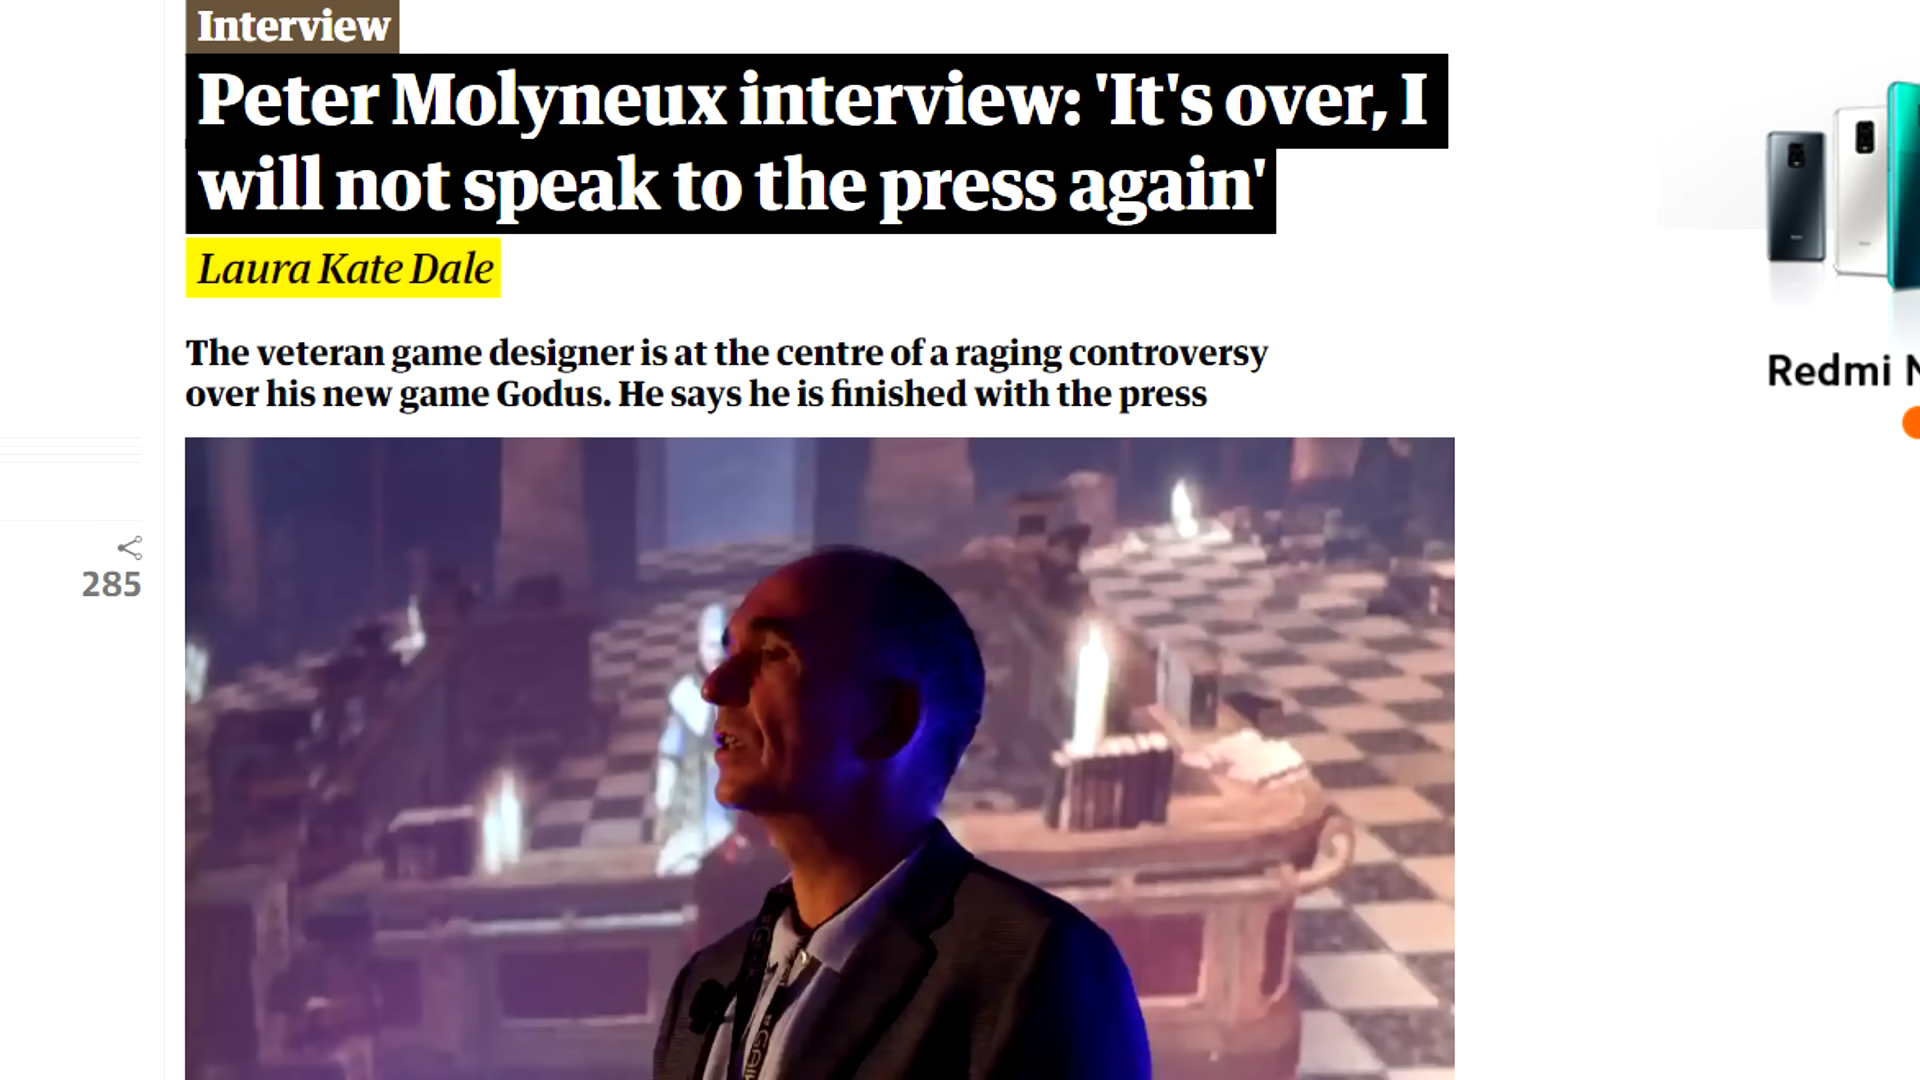 Interview
Peter Molyneux interview: 'It's over, I
will not speak to the press again'
Laura Kate Dale
The veteran game designer is at the centre of a raging controversy
over his new game Godus. He says he is finished with the press
285
Redmi